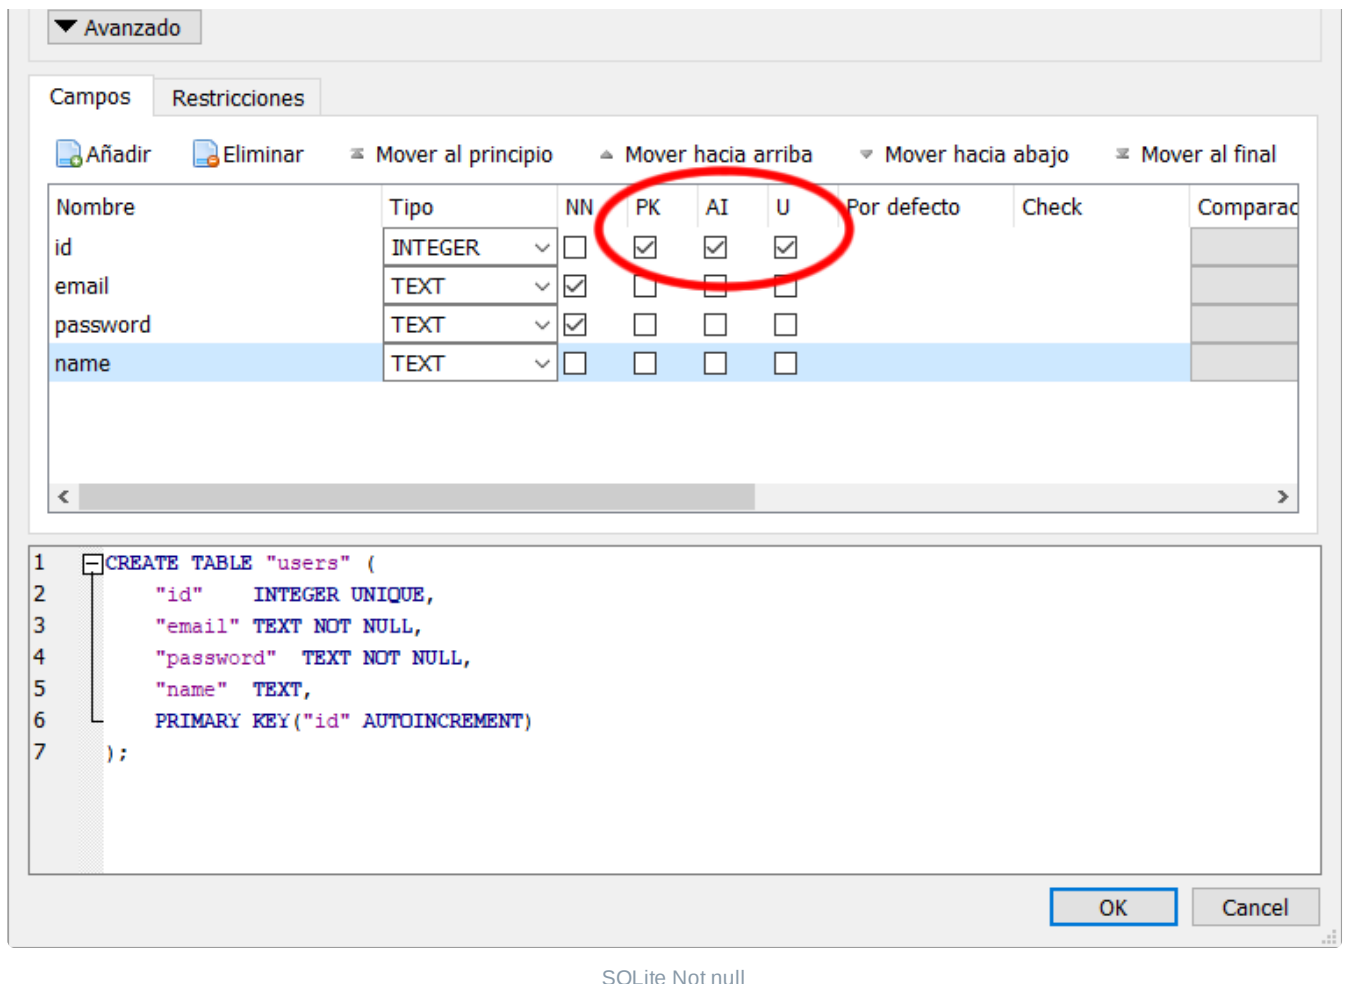 Avanzado
Campos Restricciones
Añadir Eliminar Mover al principio Mover hacia arriba Mover hacia abajo Mover al final
Nombre Tipo NN PK AI U Por defecto Check Comparac
id INTEGER
email TEXT
password TEXT
name TEXT
1 CREATE TABLE "users" (
2 "id" INTEGER UNIQUE,
3 "email" TEXT NOT NULL,
4 "password" TEXT NOT NULL,
5 "name" TEXT,
6 PRIMARY KEY("id" AUTOINCREMENT)
7 );
OK Cancel
SQLite Not null